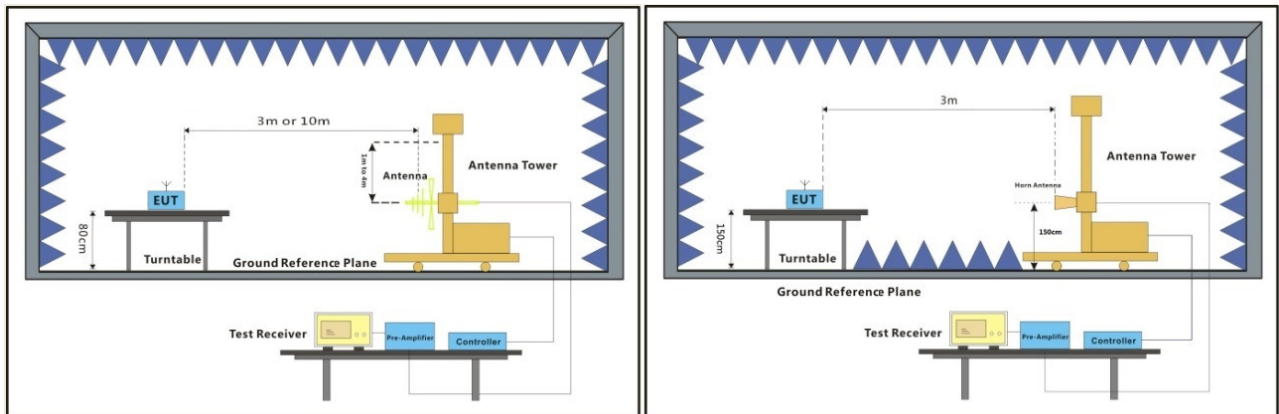 3m or 10m
1m to 4m
Antenna Tower
Antenna
EUT
80cm
Turntable
Ground Reference Plane
Test Receiver
Pre-Amplifier
Controller
3m
Antenna Tower
Horn Antenna
EUT
150cm
150cm
Turntable
Ground Reference Plane
Test Receiver
Pre-Amplifier
Controller